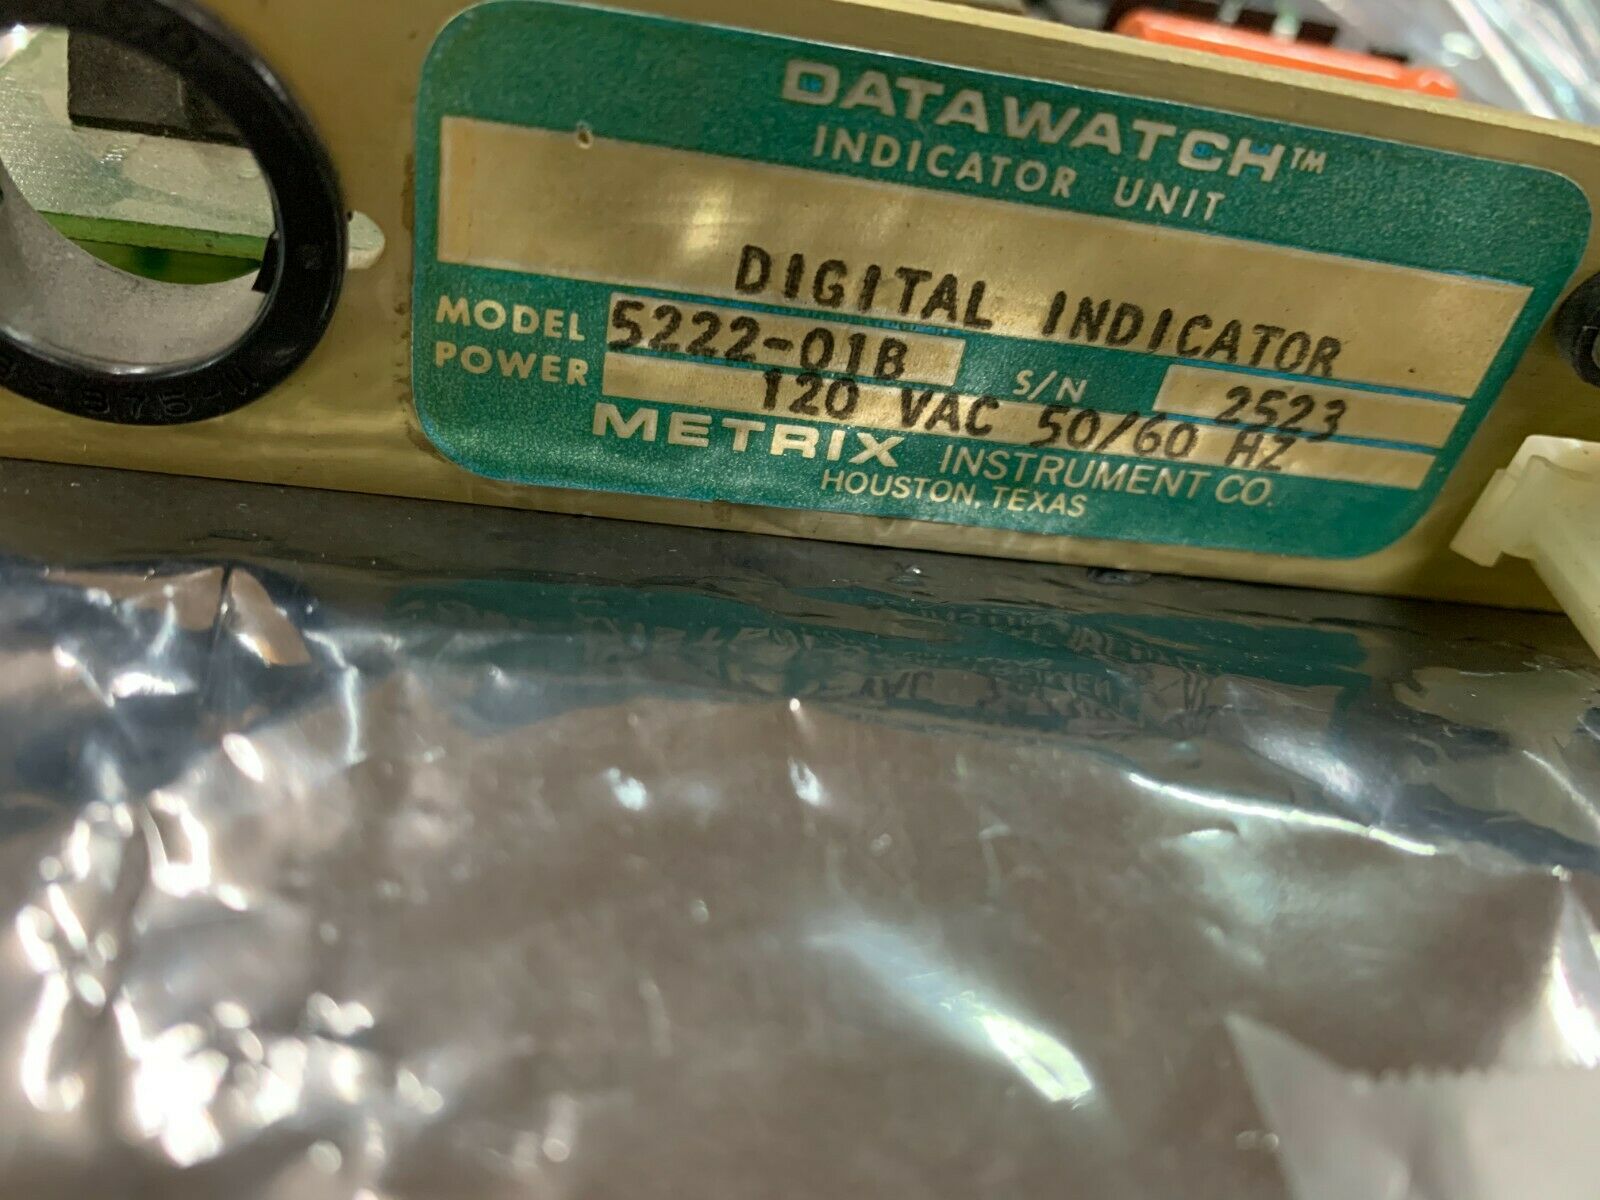 DATAWATCH™
INDICATOR UNIT
DIGITAL INDICATOR
MODEL 5222-01B S/N 2523
POWER 120 VAC 50/60 HZ
METRIX INSTRUMENT CO.
HOUSTON, TEXAS